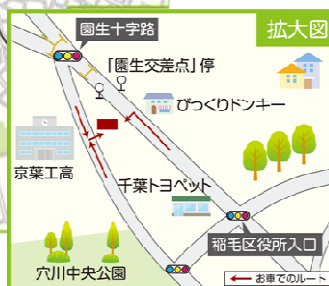 園生十字路
拡大図
「園生交差点」停
びっくりドンキー
京葉工高
千葉トヨペット
稲毛区役所入口
穴川中央公園
お車でのルート